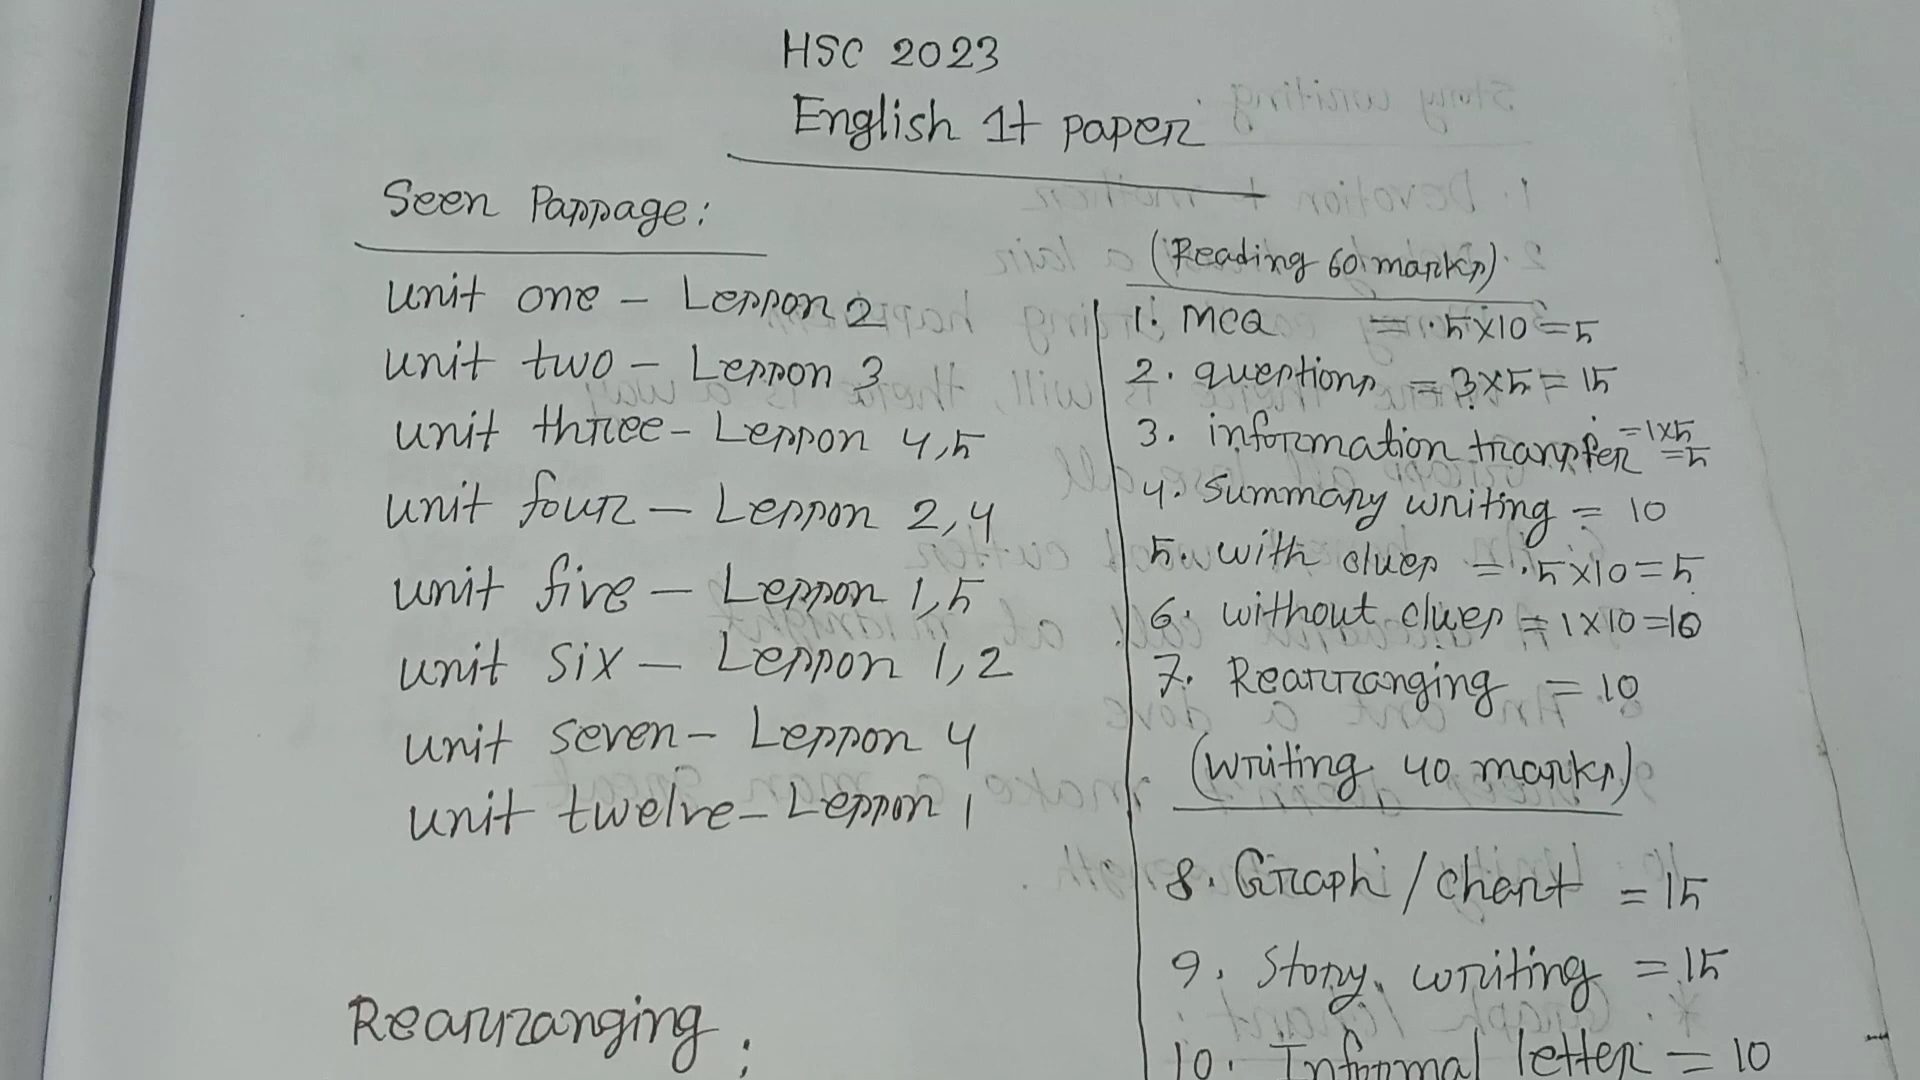 HSC 2023
English 1t paper
Seen Passage:
unit one – Lesson 2
unit two – Lesson 3
unit three – Lesson 4,5
unit four – Lesson 2,4
unit five – Lesson 1,5
unit six – Lesson 1,2
unit seven – Lesson 4
unit twelve – Lesson 1
Rearranging:
(Reading 60 marks)
1. MCQ = .5x10=5
2. questions = 3x5=15
3. information transfer =1x5=5
4. Summary writing = 10
5. with clues = .5x10=5
6. without clues = 1x10=10
7. Rearranging = 10
(writing 40 marks)
8. Graph/chart = 15
9. Story writing = 15
10. Informal letter = 10